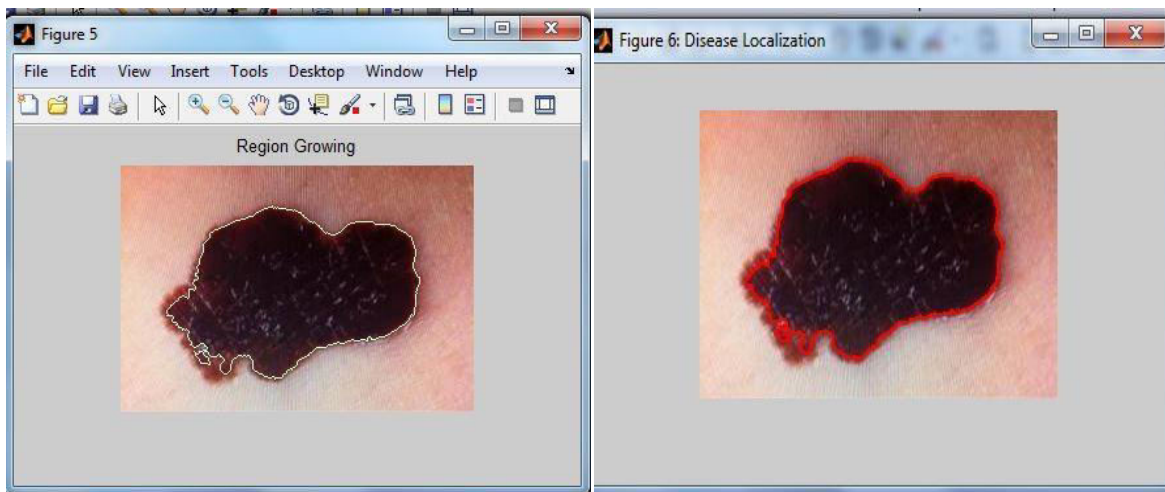 Figure 5
File Edit View Insert Tools Desktop Window Help
Region Growing
Figure 6: Disease Localization